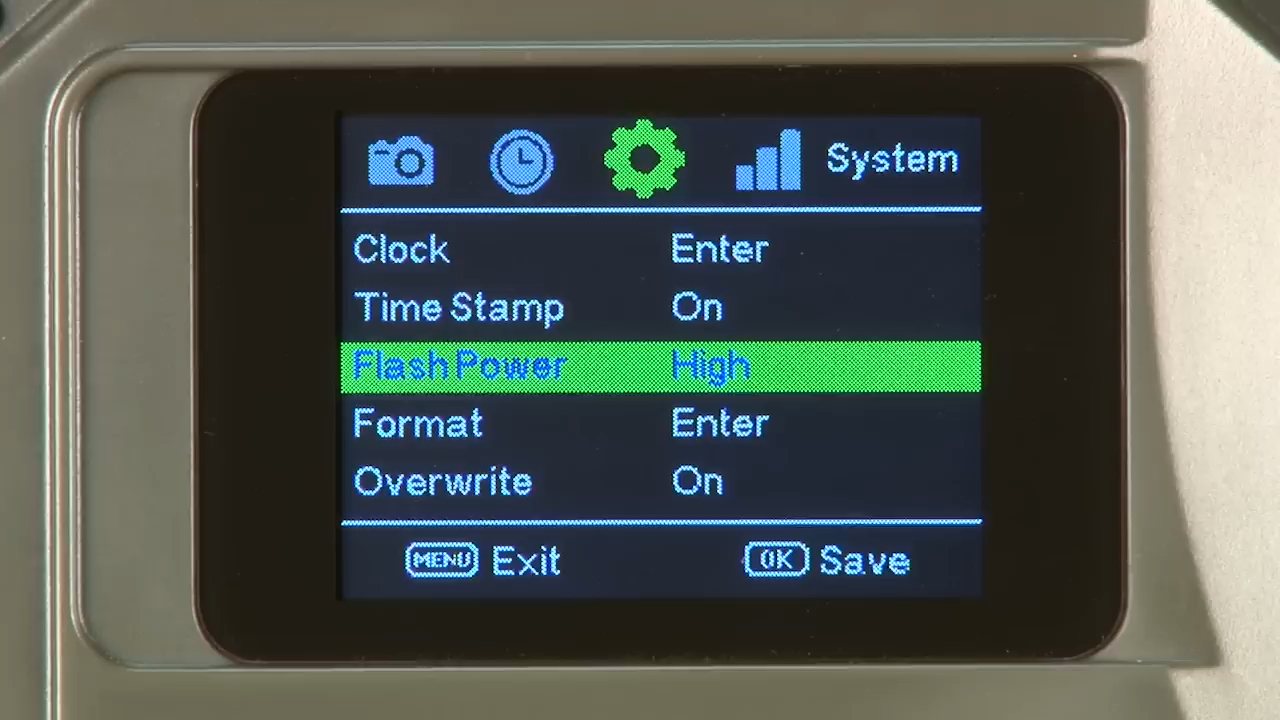 System
Clock Enter
Time Stamp On
Flash Power High
Format Enter
Overwrite On
MENU Exit OK Save